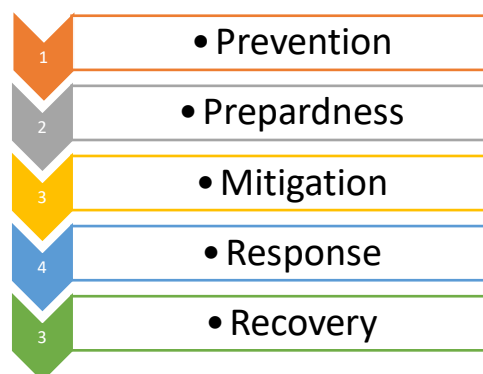 1 • Prevention
2 • Prepardness
3 • Mitigation
4 • Response
3 • Recovery